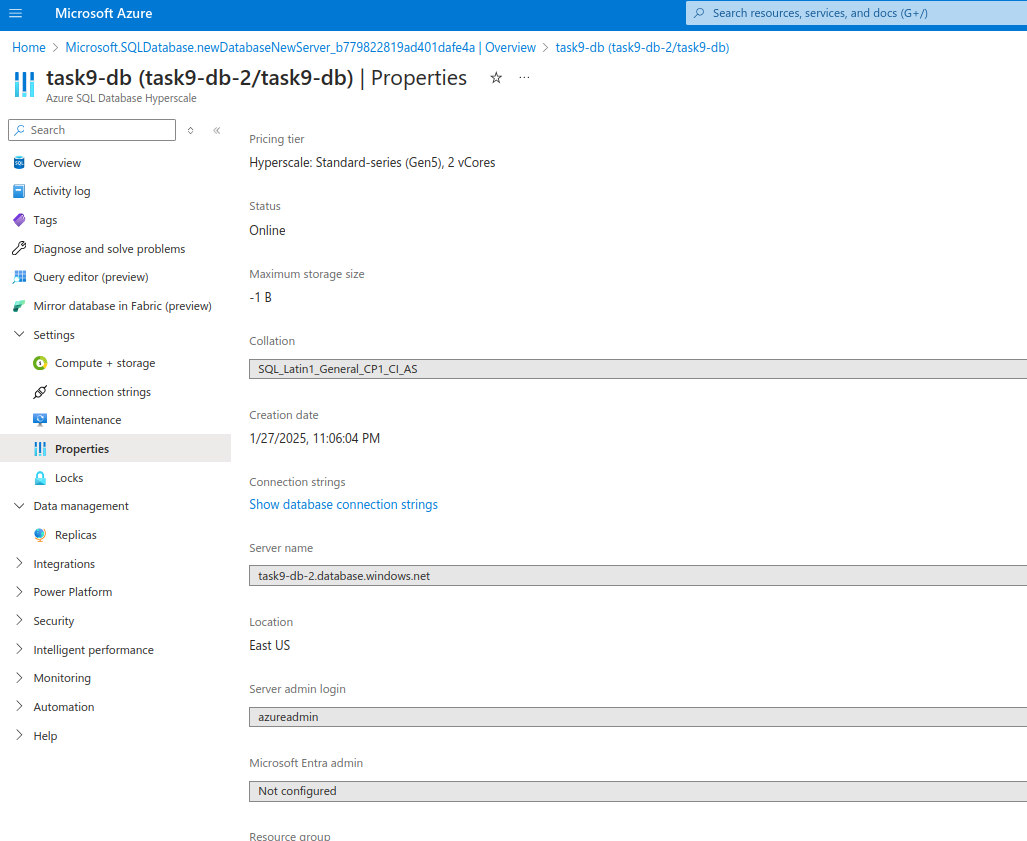 Microsoft Azure
Search resources, services, and docs (G+/)
Home > Microsoft.SQLDatabase.newDatabaseNewServer_b779822819ad401dafe4a | Overview > task9-db (task9-db-2/task9-db)
task9-db (task9-db-2/task9-db) | Properties
Azure SQL Database Hyperscale
Search
Overview
Activity log
Tags
Diagnose and solve problems
Query editor (preview)
Mirror database in Fabric (preview)
Settings
Compute + storage
Connection strings
Maintenance
Properties
Locks
Data management
Replicas
Integrations
Power Platform
Security
Intelligent performance
Monitoring
Automation
Help
Pricing tier
Hyperscale: Standard-series (Gen5), 2 vCores
Status
Online
Maximum storage size
-1 B
Collation
SQL_Latin1_General_CP1_CI_AS
Creation date
1/27/2025, 11:06:04 PM
Connection strings
Show database connection strings
Server name
task9-db-2.database.windows.net
Location
East US
Server admin login
azureadmin
Microsoft Entra admin
Not configured
Resource group